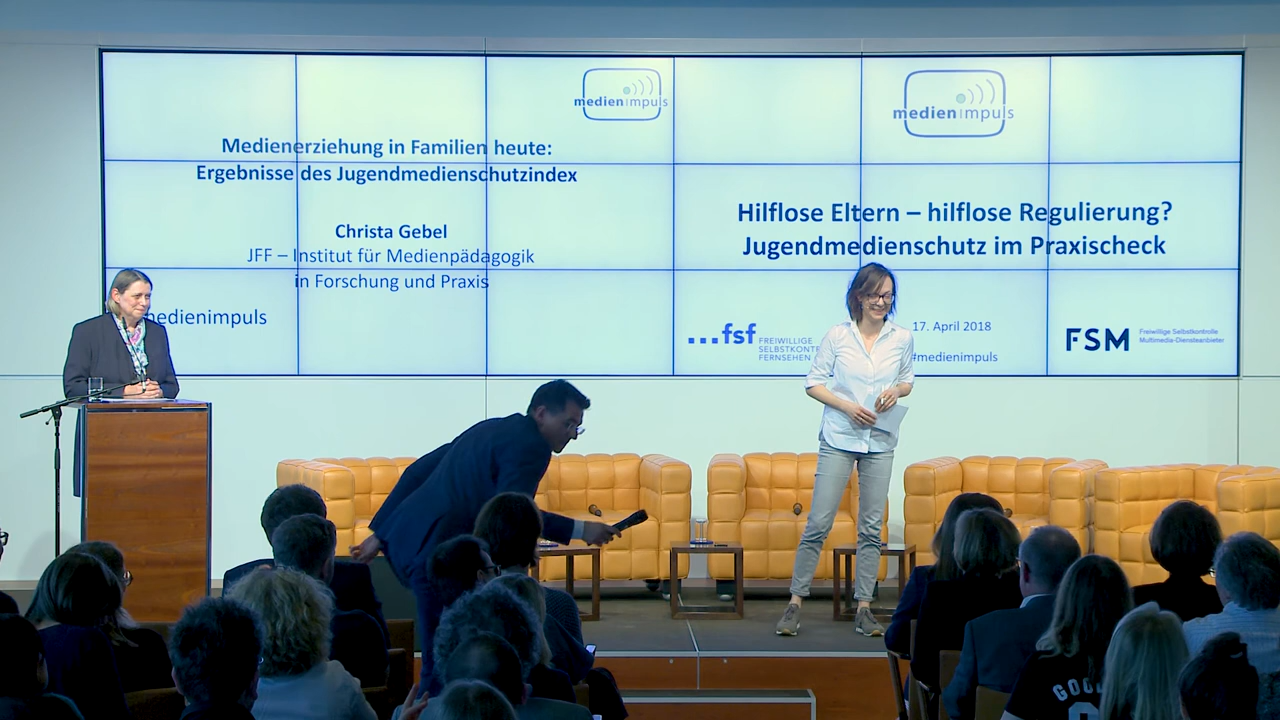 medienimpuls
Medienerziehung in Familien heute:
Ergebnisse des Jugendmedienschutzindex
Christa Gebel
JFF – Institut für Medienpädagogik
in Forschung und Praxis
medienimpuls
medienimpuls
Hilflose Eltern – hilflose Regulierung?
Jugendmedienschutz im Praxischeck
...fsf
FREIWILLIGE
FERNSEHEN
17. April 2018
#medienimpuls
FSM
Freiwillige Selbstkontrolle
Multimedia-Diensteanbieter